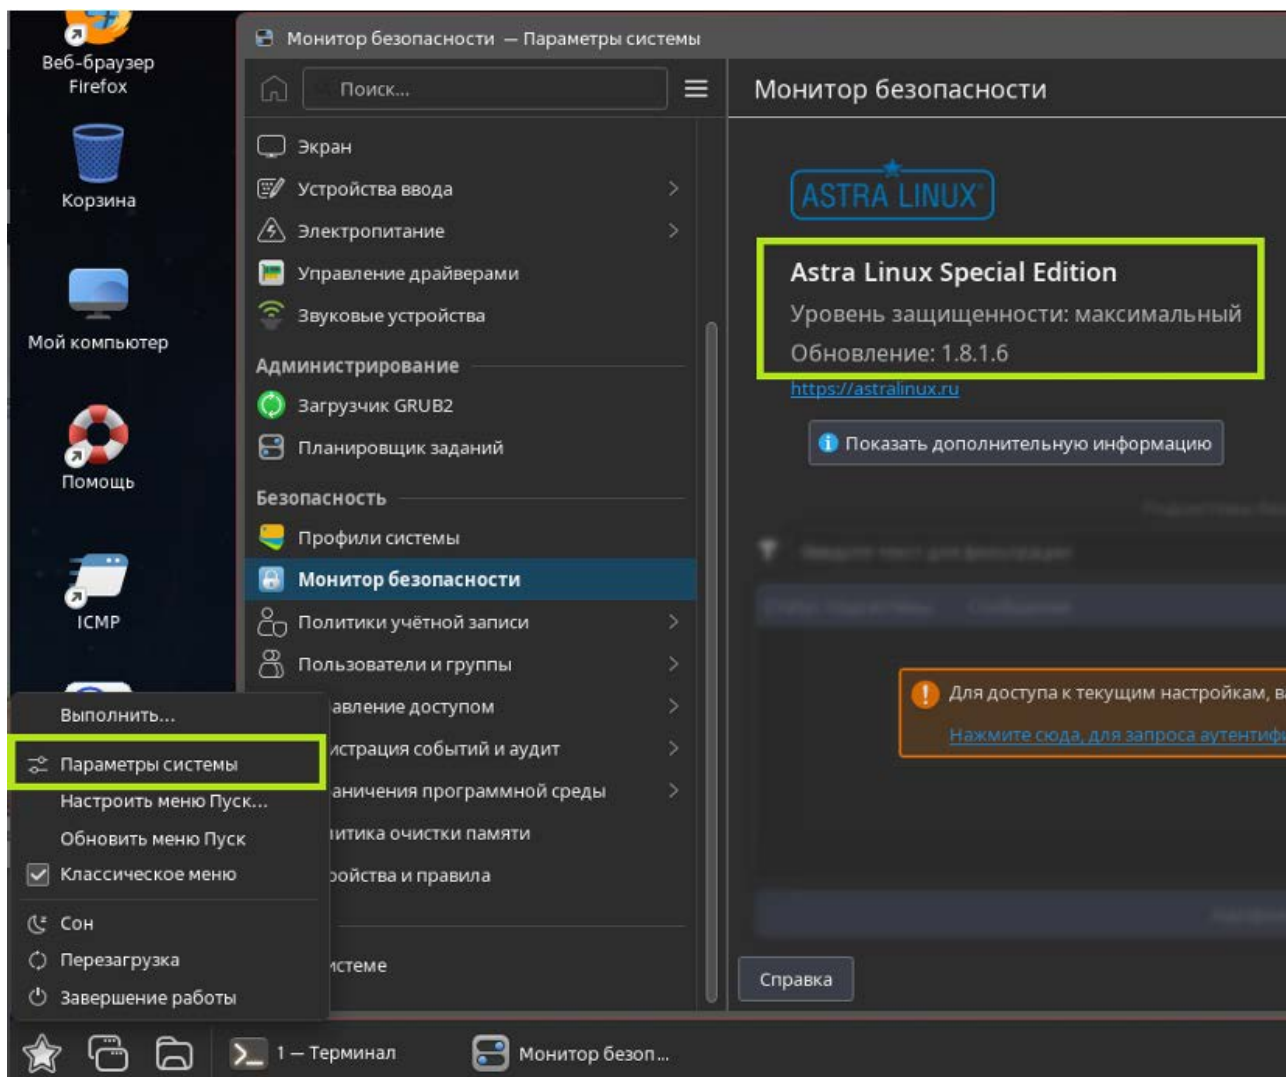 Веб-браузер
Firefox
Корзина
Мой компьютер
Помощь
ICMP
Монитор безопасности — Параметры системы
Поиск...
Экран
Устройства ввода
Электропитание
Управление драйверами
Звуковые устройства
Администрирование
Загрузчик GRUB2
Планировщик заданий
Безопасность
Профили системы
Монитор безопасности
Политики учётной записи
Пользователи и группы
авление доступом
истрация событий и аудит
аничения программной среды
итика очистки памяти
ройства и правила
истеме
Монитор безопасности
ASTRA LINUX
Astra Linux Special Edition
Уровень защищенности: максимальный
Обновление: 1.8.1.6
https://astralinux.ru
Показать дополнительную информацию
Для доступа к текущим настройкам, в
Нажмите сюда, для запроса аутентиф
Справка
Выполнить...
Параметры системы
Настроить меню Пуск...
Обновить меню Пуск
Классическое меню
Сон
Перезагрузка
Завершение работы
1 — Терминал
Монитор безоп...